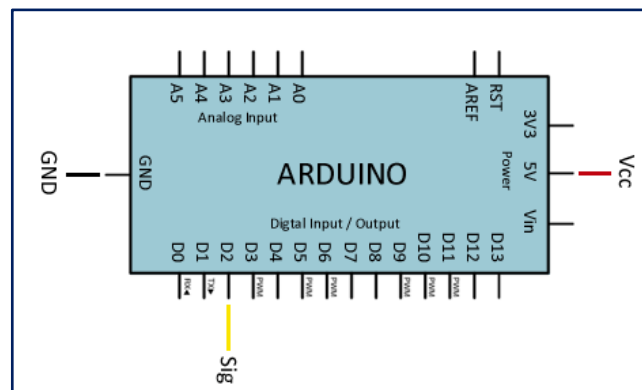 A5 A4 A3 A2 A1 A0 AREF RST
Analog Input
3V3
GND GND ARDUINO Power 5V Vcc
Digtal Input / Output
Vin
D0 D1 D2 D3 D4 D5 D6 D7 D8 D9 D10 D11 D12 D13
RX◀ TX▶ PWM PWM PWM PWM PWM PWM
Sig